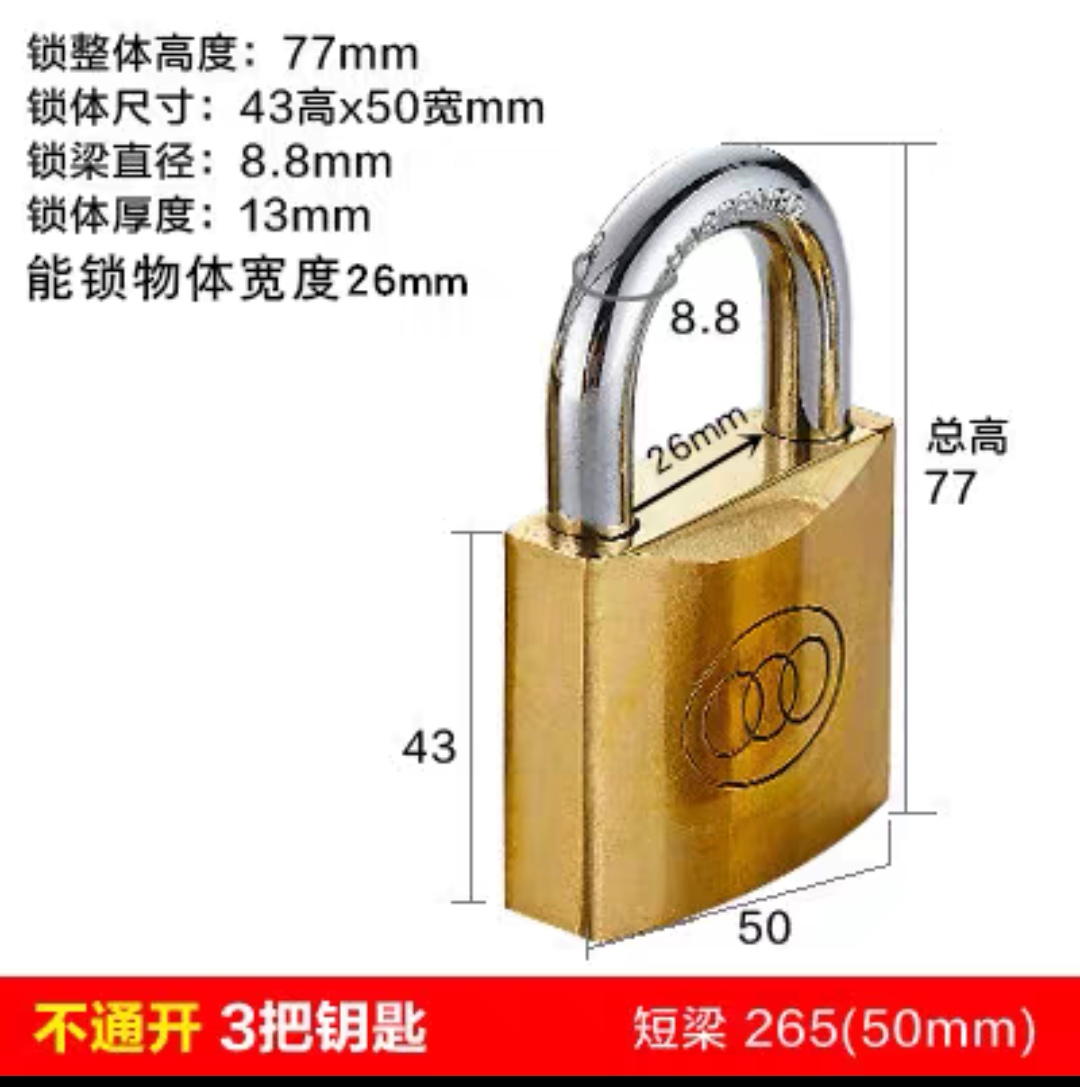 锁整体高度：77mm
锁体尺寸：43高x50宽mm
锁梁直径：8.8mm
锁体厚度：13mm
能锁物体宽度26mm
8.8
26mm
总高
77
43
50
不通开 3把钥匙
短梁 265(50mm)